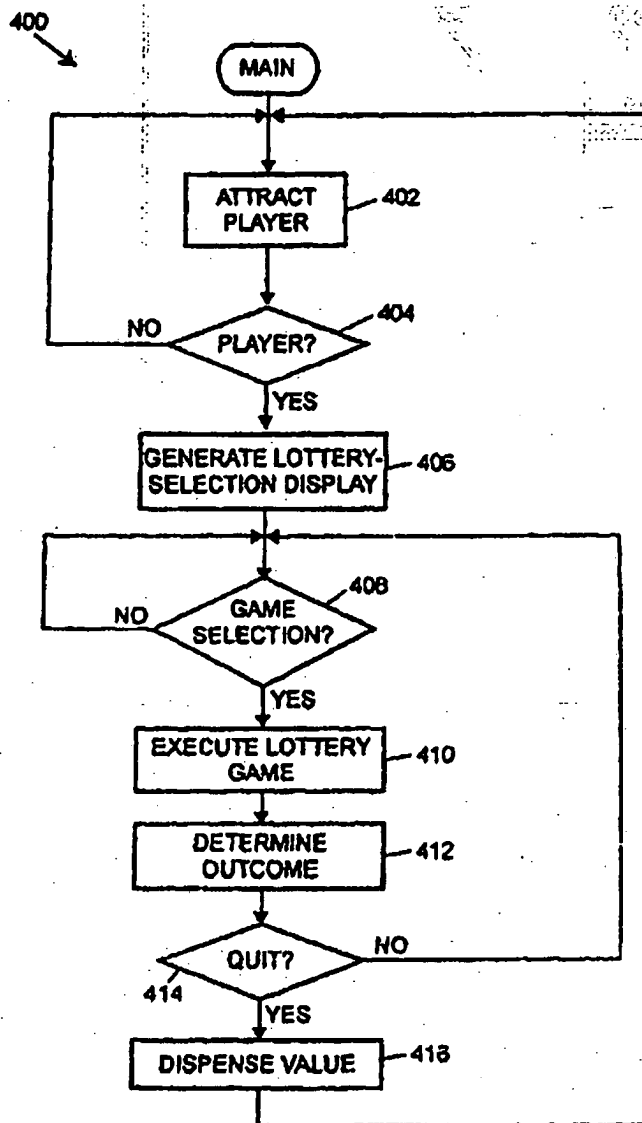 400
MAIN
ATTRACT
PLAYER
402
PLAYER?
404
NO
YES
GENERATE LOTTERY-
SELECTION DISPLAY
406
GAME
SELECTION?
408
NO
YES
EXECUTE LOTTERY
GAME
410
DETERMINE
OUTCOME
412
QUIT?
414
NO
YES
DISPENSE VALUE
416